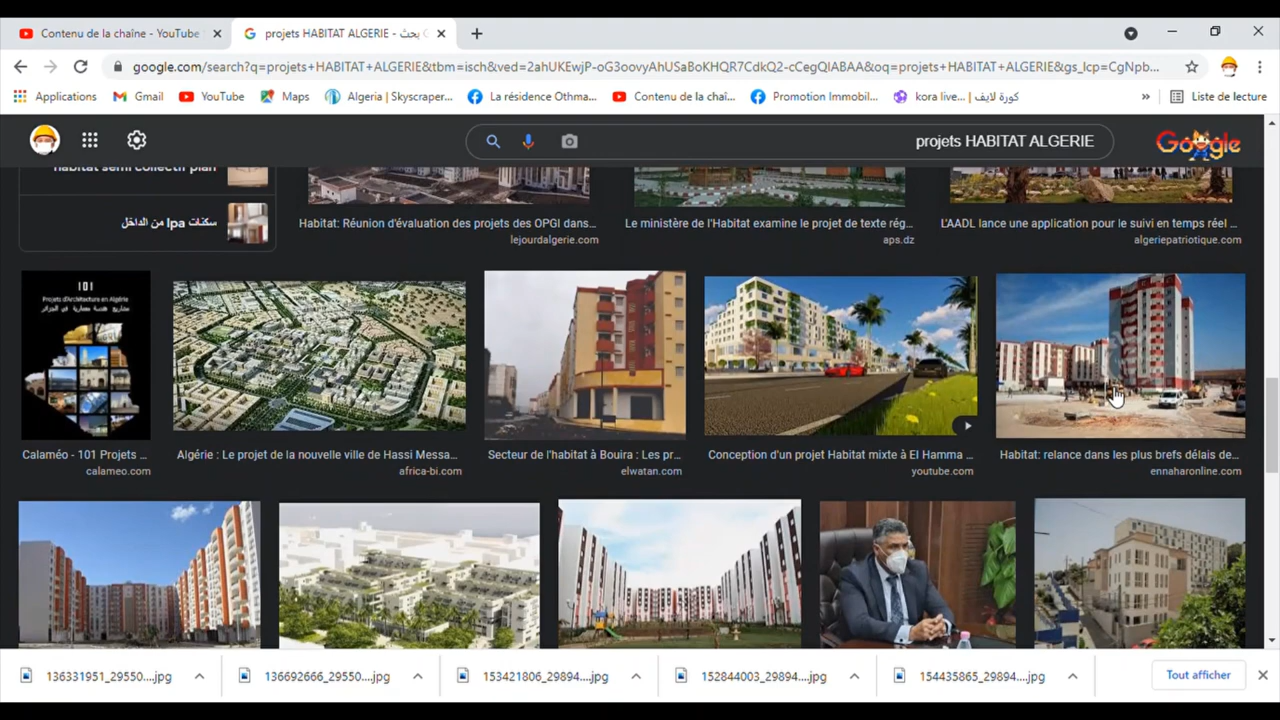 Contenu de la chaîne - YouTube
projets HABITAT ALGERIE - بحث
google.com/search?q=projets+HABITAT+ALGERIE&tbm=isch&ved=2ahUKEwjP-oG3oovyAhUSaBoKHQR7CdkQ2-cCegQIABAA&oq=projets+HABITAT+ALGERIE&gs_lcp=CgNpb...
Applications
Gmail
YouTube
Maps
Algeria | Skyscraper...
La résidence Othma...
Contenu de la chaî...
Promotion Immobil...
kora live... | كورة لايف
»
Liste de lecture
projets HABITAT ALGERIE
Google
habitat semi collectif plan
سكنات lpa من الداخل
Habitat: Réunion d'évaluation des projets des OPGI dans...
lejourdalgerie.com
Le ministère de l'Habitat examine le projet de texte rég...
aps.dz
L'AADL lance une application pour le suivi en temps réel ...
algeriepatriotique.com
101
Projets d'Architecture en Algérie
مشاريع هندسة معمارية في الجزائر
Calaméo - 101 Projets ...
calameo.com
Algérie : Le projet de la nouvelle ville de Hassi Messa...
africa-bi.com
Secteur de l'habitat à Bouira : Les pr...
elwatan.com
Conception d'un projet Habitat mixte à El Hamma ...
youtube.com
Habitat: relance dans les plus brefs délais de...
ennaharonline.com
136331951_29550....jpg
136692666_29550....jpg
153421806_29894....jpg
152844003_29894....jpg
154435865_29894....jpg
Tout afficher